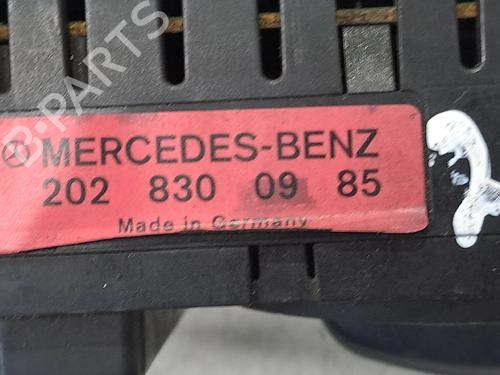 B-PARTS
MERCEDES-BENZ
202 830 09 85
Made in Germany